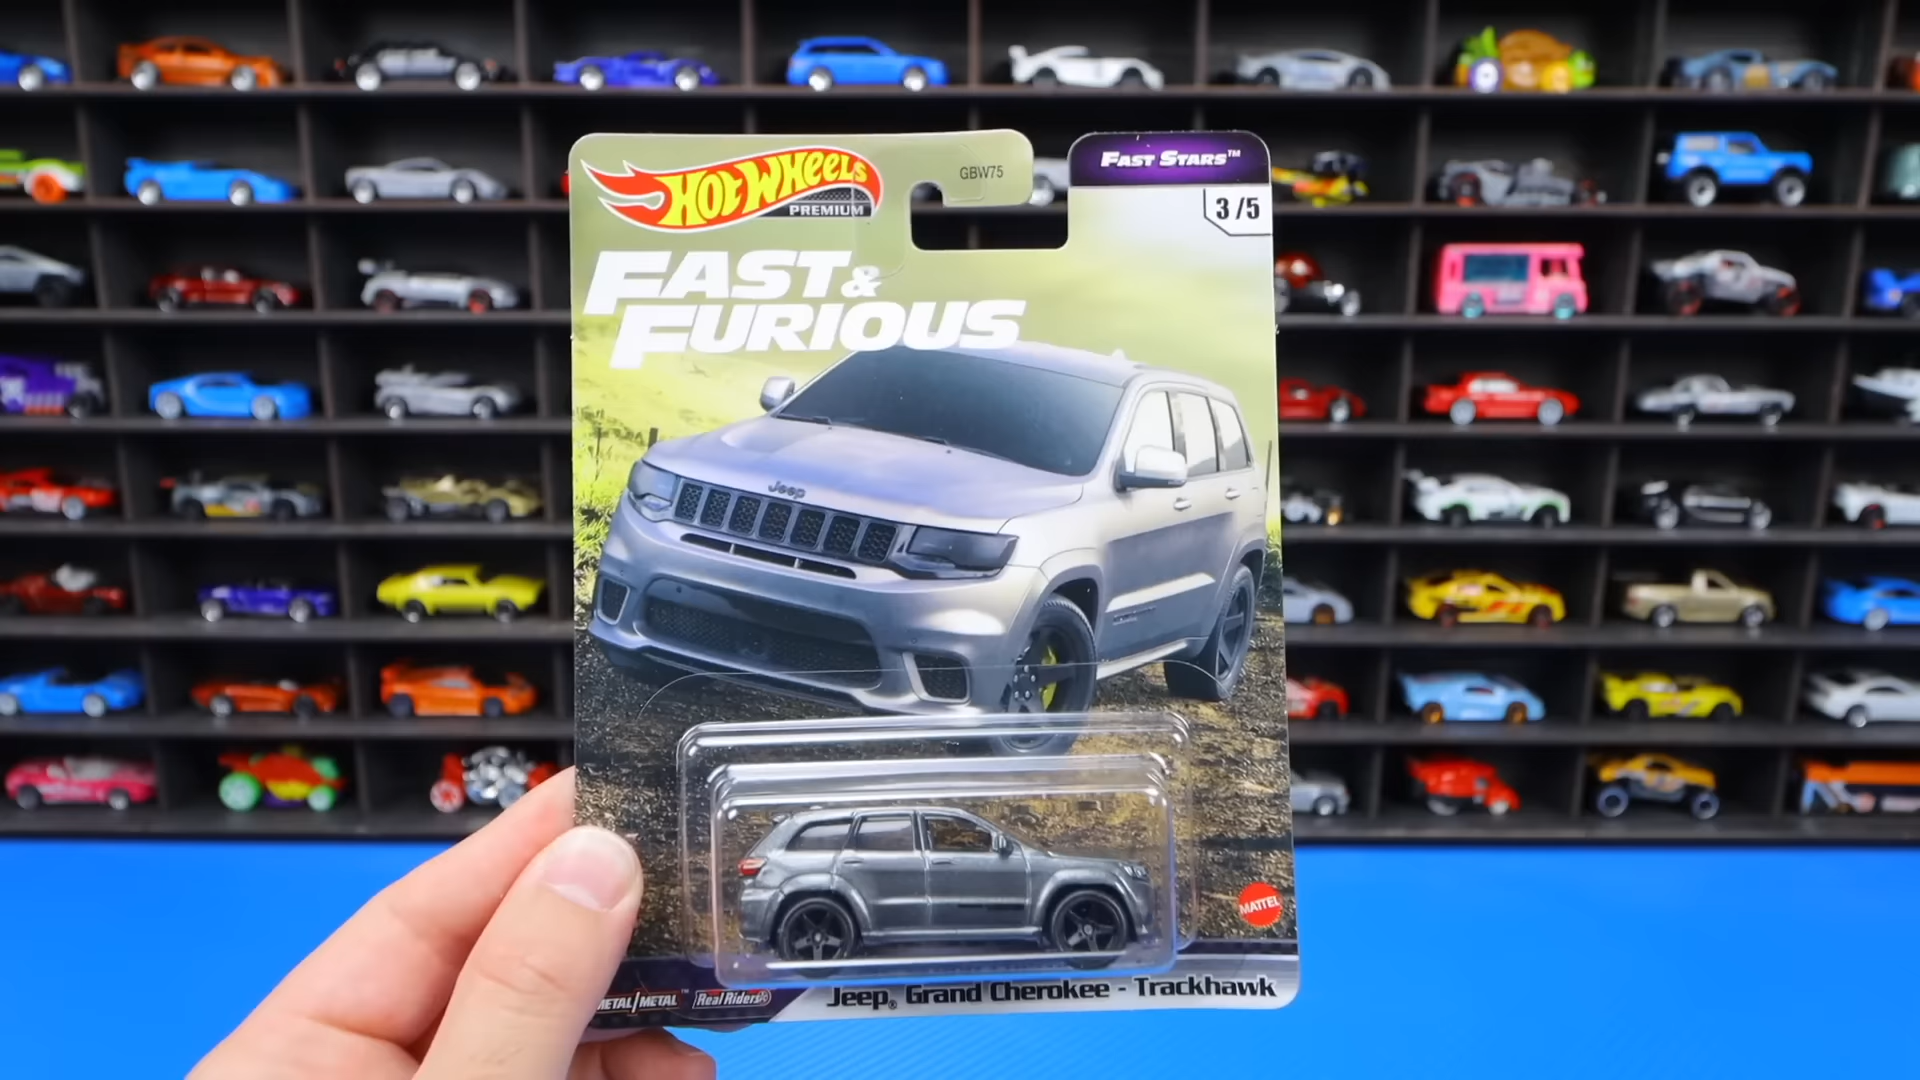 HOT WHEELS
PREMIUM
GBW75
FAST STARS™
3/5
FAST &
FURIOUS
Jeep
MATTEL
METAL/METAL™
Real Riders
Jeep® Grand Cherokee - Trackhawk